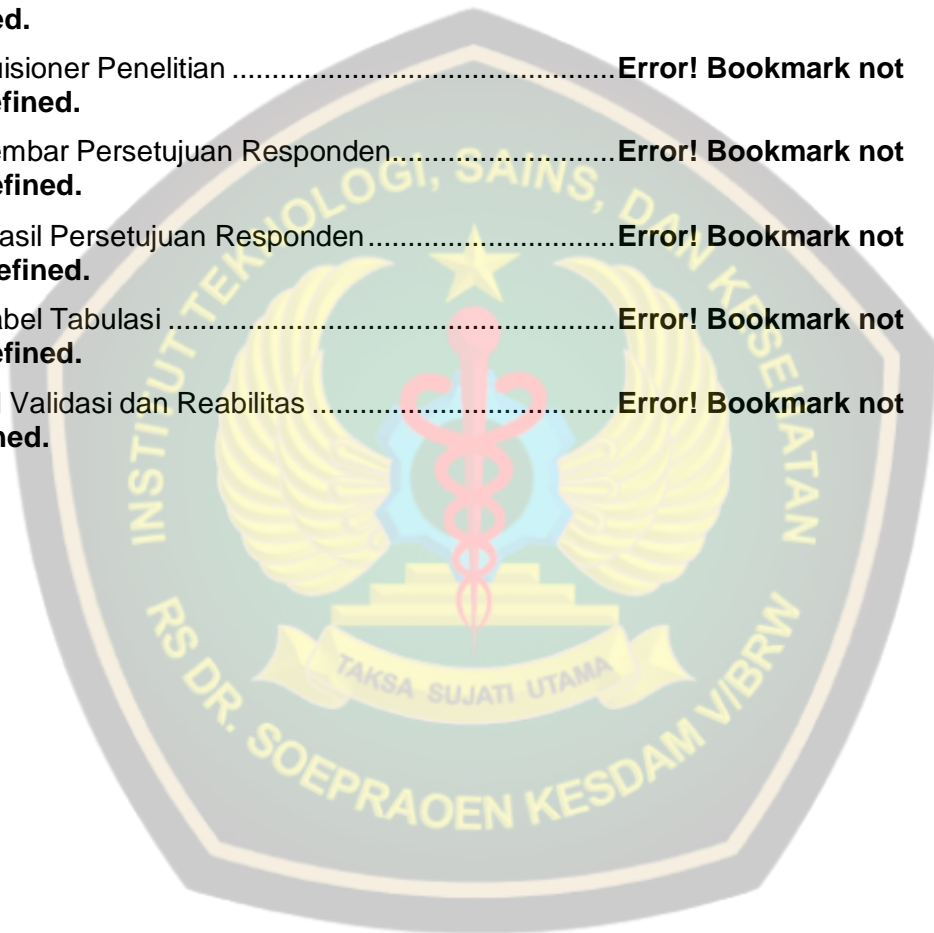 ed.
uisioner Penelitian ................................................ Error! Bookmark not
efined.
embar Persetujuan Responden............................ Error! Bookmark not
efined.
asil Persetujuan Responden ............................... Error! Bookmark not
efined.
abel Tabulasi ........................................................ Error! Bookmark not
efined.
l Validasi dan Reabilitas ...................................... Error! Bookmark not
ned.
INSTITUT TEKNOLOGI, SAINS, DAN KESEHATAN
TAKSA SUJATI UTAMA
RS DR. SOEPRAOEN KESDAM V/BRW